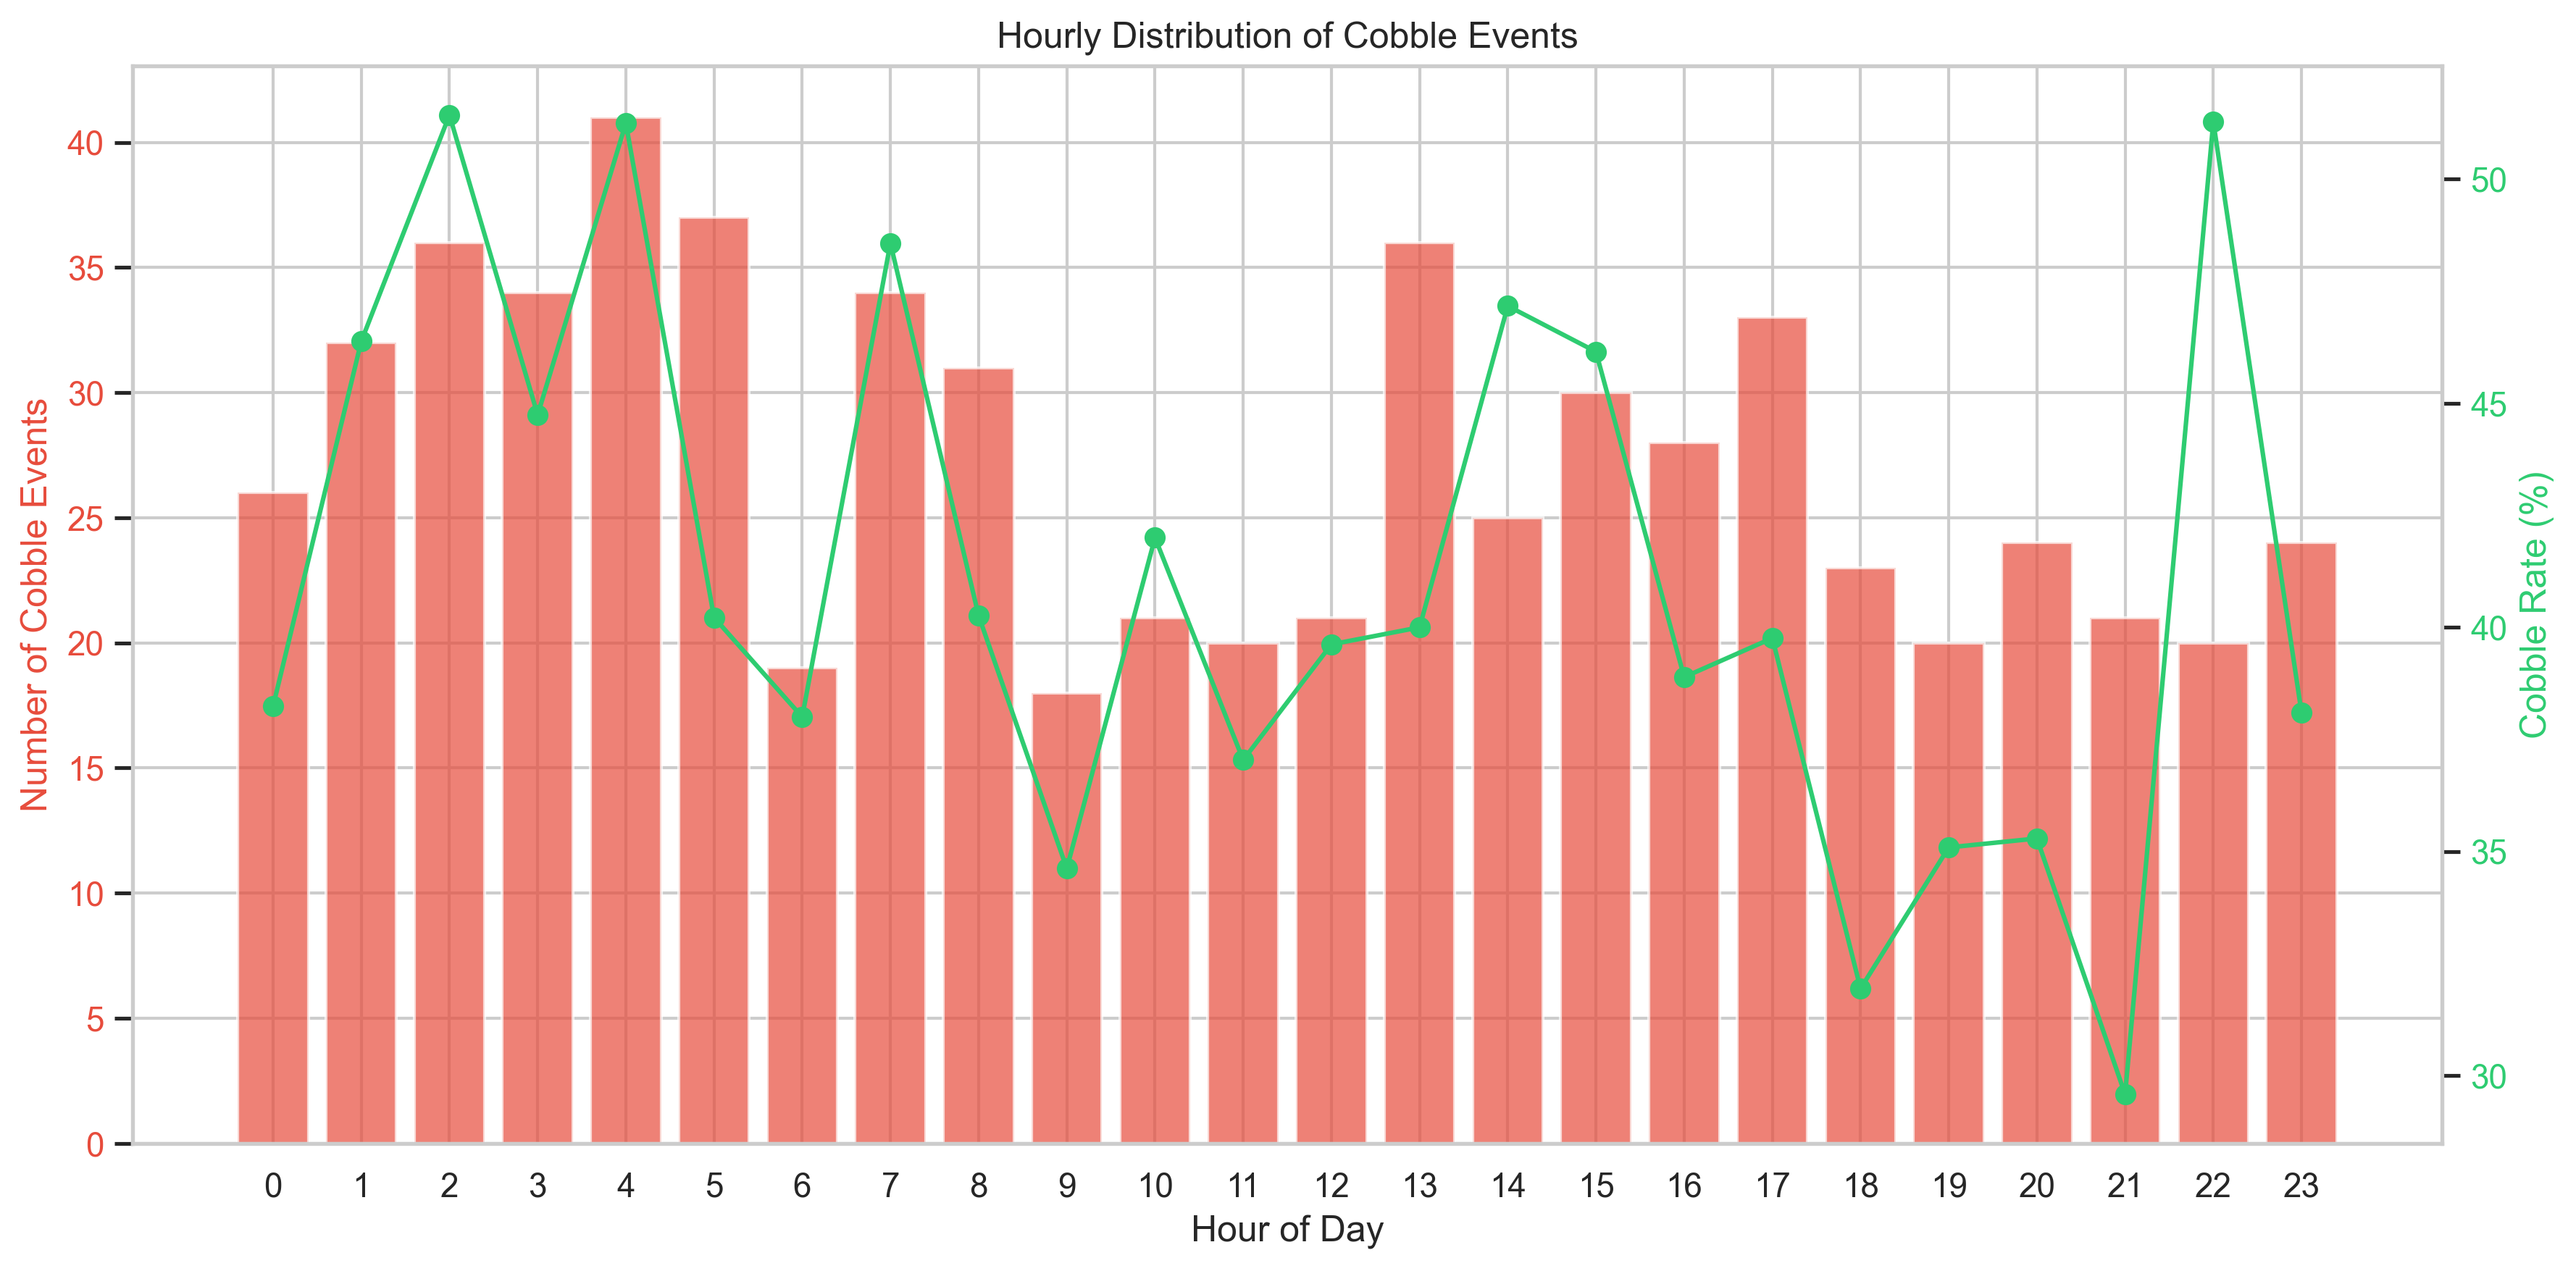 Hourly Distribution of Cobble Events
Number of Cobble Events
40
35
30
25
20
15
10
5
0
50
45
40
35
30
Cobble Rate (%)
0 1 2 3 4 5 6 7 8 9 10 11 12 13 14 15 16 17 18 19 20 21 22 23
Hour of Day